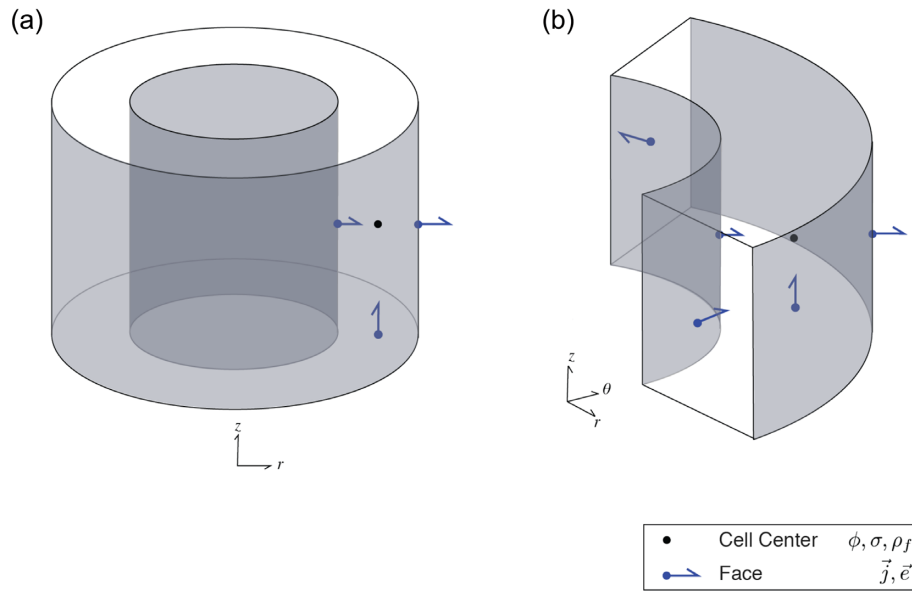 (a)
(b)
z
r
z
θ
r
Cell Center ϕ, σ, ρ_f
Face j⃗, e⃗